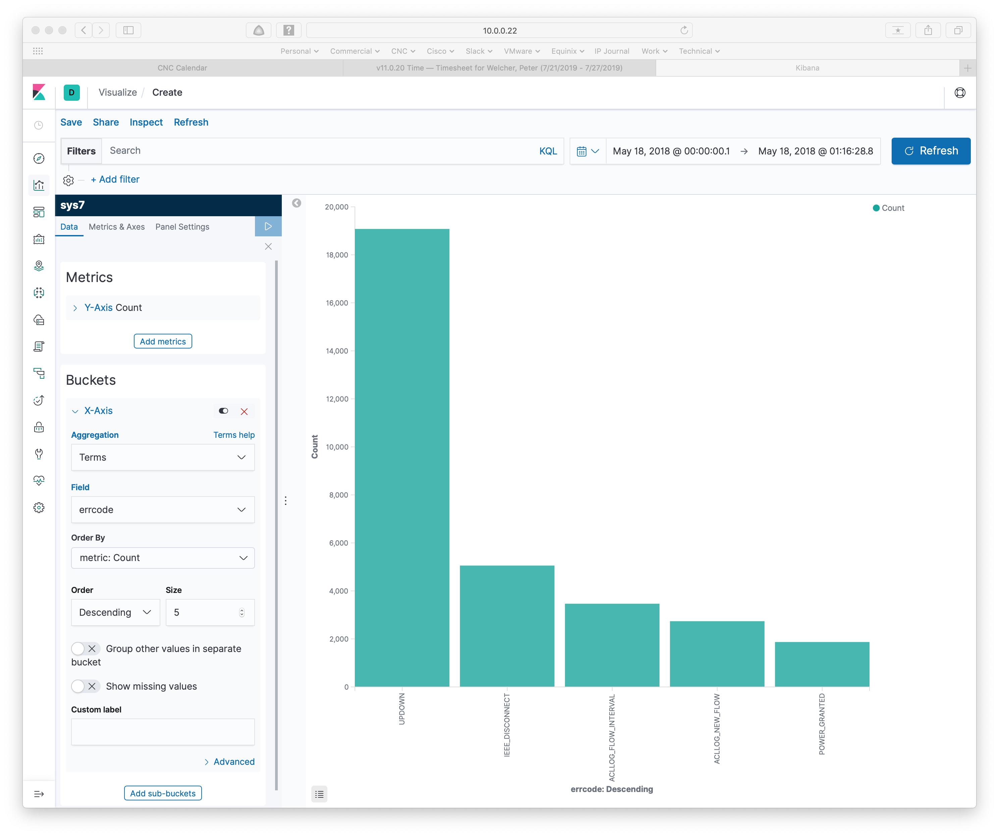 10.0.0.22
Personal Commercial CNC Cisco Slack VMware Equinix IP Journal Work Technical
CNC Calendar
v11.0.20 Time — Timesheet for Welcher, Peter (7/21/2019 - 7/27/2019)
Kibana
D Visualize / Create
Save Share Inspect Refresh
Filters Search KQL
May 18, 2018 @ 00:00:00.1 → May 18, 2018 @ 01:16:28.8
Refresh
+ Add filter
sys7
Data Metrics & Axes Panel Settings
Metrics
Y-Axis Count
Add metrics
Buckets
X-Axis
Aggregation Terms help
Terms
Field
errcode
Order By
metric: Count
Order Size
Descending 5
Group other values in separate
bucket
Show missing values
Custom label
Advanced
Add sub-buckets
Count
20,000
18,000
16,000
14,000
12,000
10,000
8,000
6,000
4,000
2,000
0
Count
UPDOWN
IEEE_DISCONNECT
ACLLOG_FLOW_INTERVAL
ACLLOG_NEW_FLOW
POWER_GRANTED
errcode: Descending